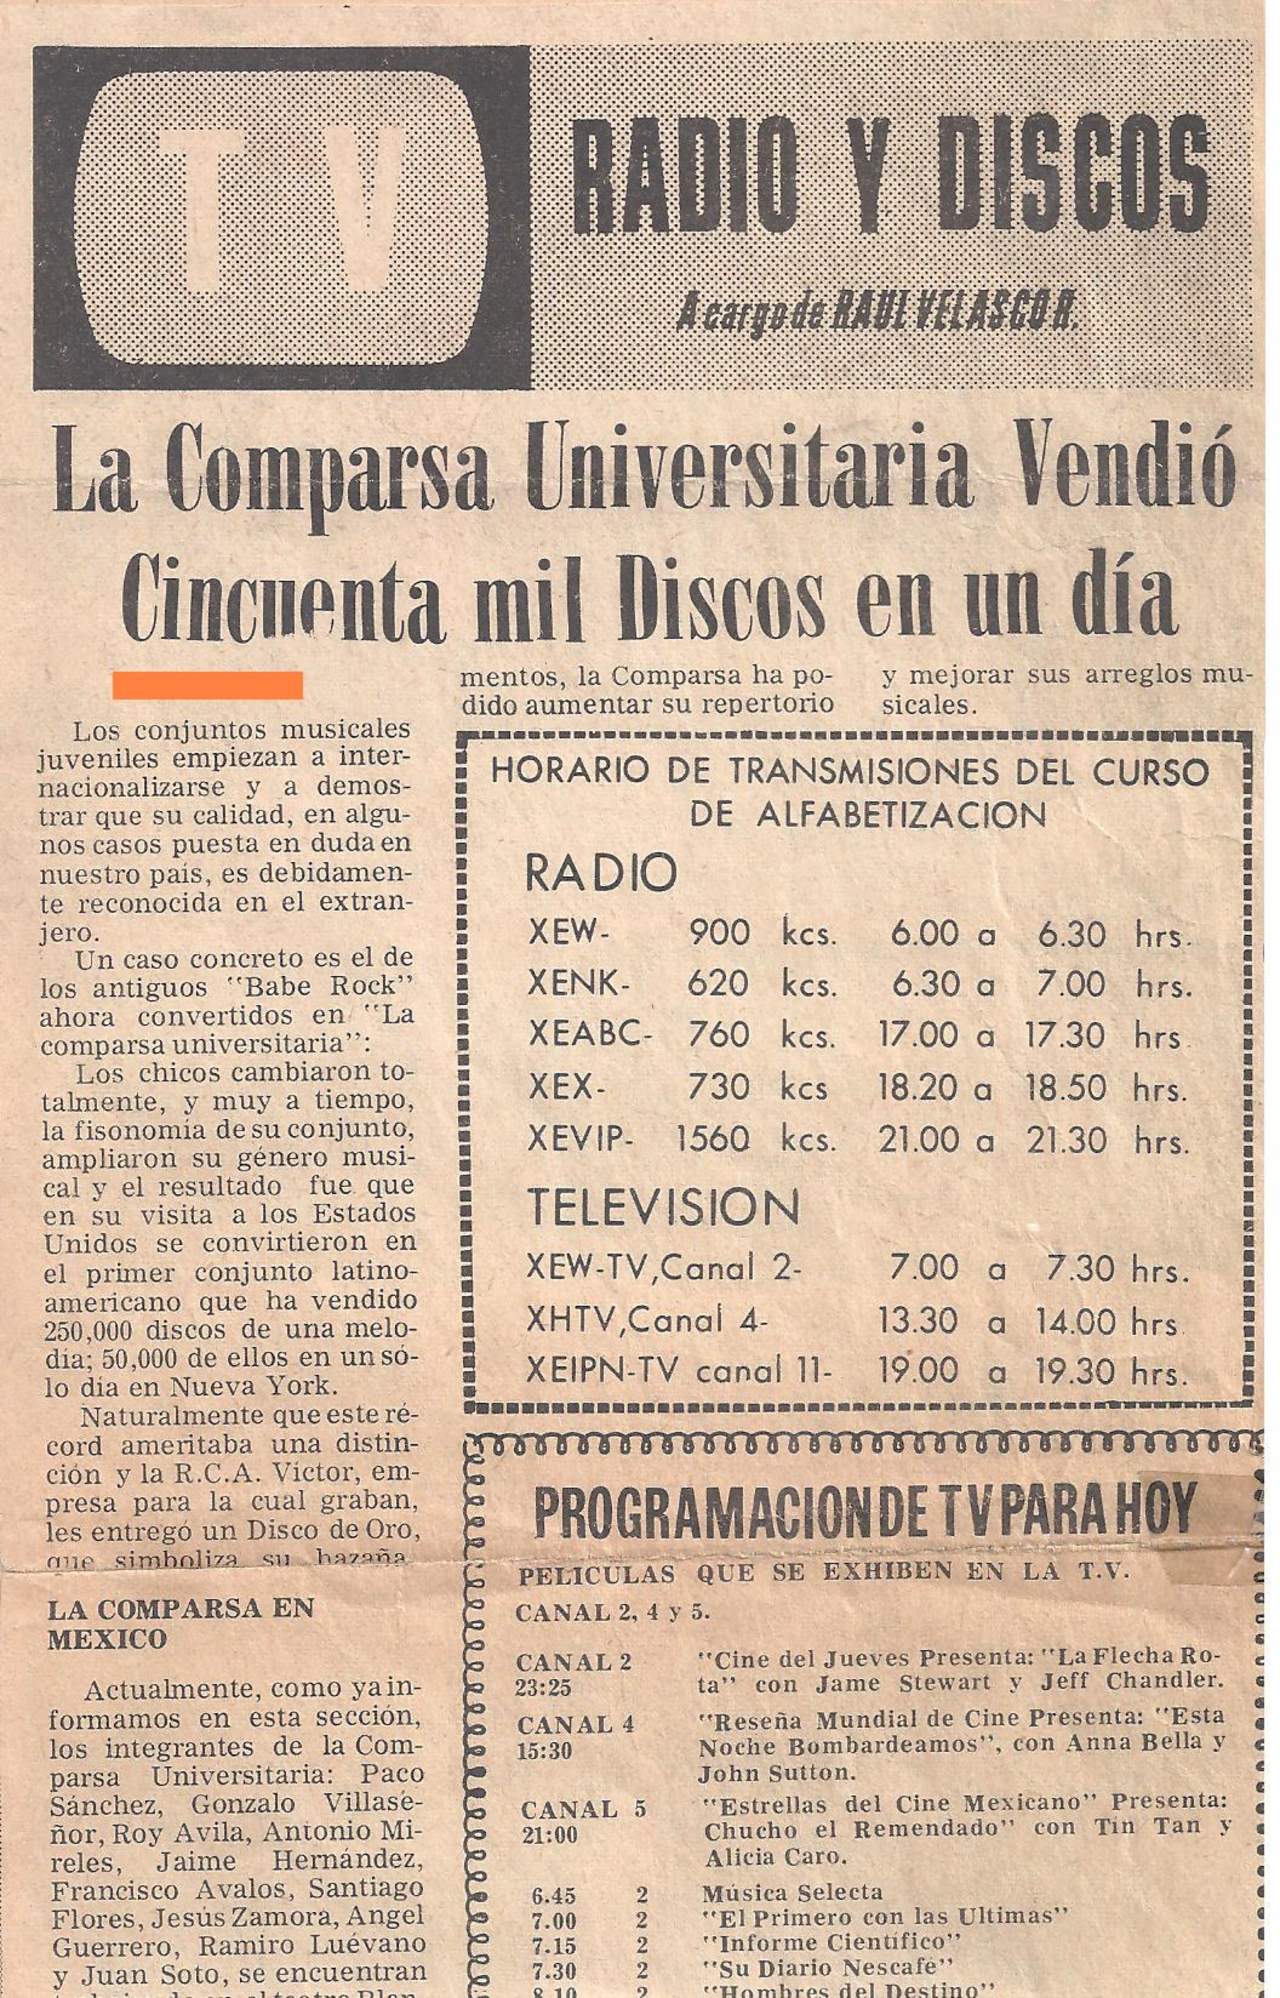 TV
RADIO Y DISCOS
A cargo de RAUL VELASCO R.
La Comparsa Universitaria Vendió
Cincuenta mil Discos en un día
Los conjuntos musicales
juveniles empiezan a inter-
nacionalizarse y a demos-
trar que su calidad, en algu-
nos casos puesta en duda en
nuestro país, es debidamen-
te reconocida en el extran-
jero.
Un caso concreto es el de
los antiguos "Babe Rock"
ahora convertidos en "La
comparsa universitaria":
Los chicos cambiaron to-
talmente, y muy a tiempo,
la fisonomía de su conjunto,
ampliaron su género musi-
cal y el resultado fue que
en su visita a los Estados
Unidos se convirtieron en
el primer conjunto latino-
americano que ha vendido
250,000 discos de una melo-
día; 50,000 de ellos en un só-
lo día en Nueva York.
Naturalmente que este ré-
cord ameritaba una distin-
ción y la R.C.A. Víctor, em-
presa para la cual graban,
les entregó un Disco de Oro,
que simboliza su hazaña
LA COMPARSA EN
MEXICO
Actualmente, como ya in-
formamos en esta sección,
los integrantes de la Com-
parsa Universitaria: Paco
Sánchez, Gonzalo Villase-
ñor, Roy Avila, Antonio Mi-
reles, Jaime Hernández,
Francisco Avalos, Santiago
Flores, Jesús Zamora, Angel
Guerrero, Ramiro Luévano
y Juan Soto, se encuentran
mentos, la Comparsa ha po-
dido aumentar su repertorio
y mejorar sus arreglos mu-
sicales.
HORARIO DE TRANSMISIONES DEL CURSO
DE ALFABETIZACION
RADIO
XEW- 900 kcs. 6.00 a 6.30 hrs.
XENK- 620 kcs. 6.30 a 7.00 hrs.
XEABC- 760 kcs. 17.00 a 17.30 hrs.
XEX- 730 kcs 18.20 a 18.50 hrs.
XEVIP- 1560 kcs. 21.00 a 21.30 hrs.
TELEVISION
XEW-TV,Canal 2- 7.00 a 7.30 hrs.
XHTV,Canal 4- 13.30 a 14.00 hrs.
XEIPN-TV canal 11- 19.00 a 19.30 hrs.
PROGRAMACION DE TV PARA HOY
PELICULAS QUE SE EXHIBEN EN LA T.V.
CANAL 2, 4 y 5.
CANAL 2 "Cine del Jueves Presenta: "La Flecha Ro-
23:25 ta" con Jame Stewart y Jeff Chandler.
CANAL 4 "Reseña Mundial de Cine Presenta: "Esta
15:30 Noche Bombardeamos", con Anna Bella y
John Sutton.
CANAL 5 "Estrellas del Cine Mexicano" Presenta:
21:00 Chucho el Remendado" con Tin Tan y
Alicia Caro.
6.45 2 Música Selecta
7.00 2 "El Primero con las Ultimas"
7.15 2 "Informe Científico"
7.30 2 "Su Diario Nescafé"
8.10 2 "Hombres del Destino"